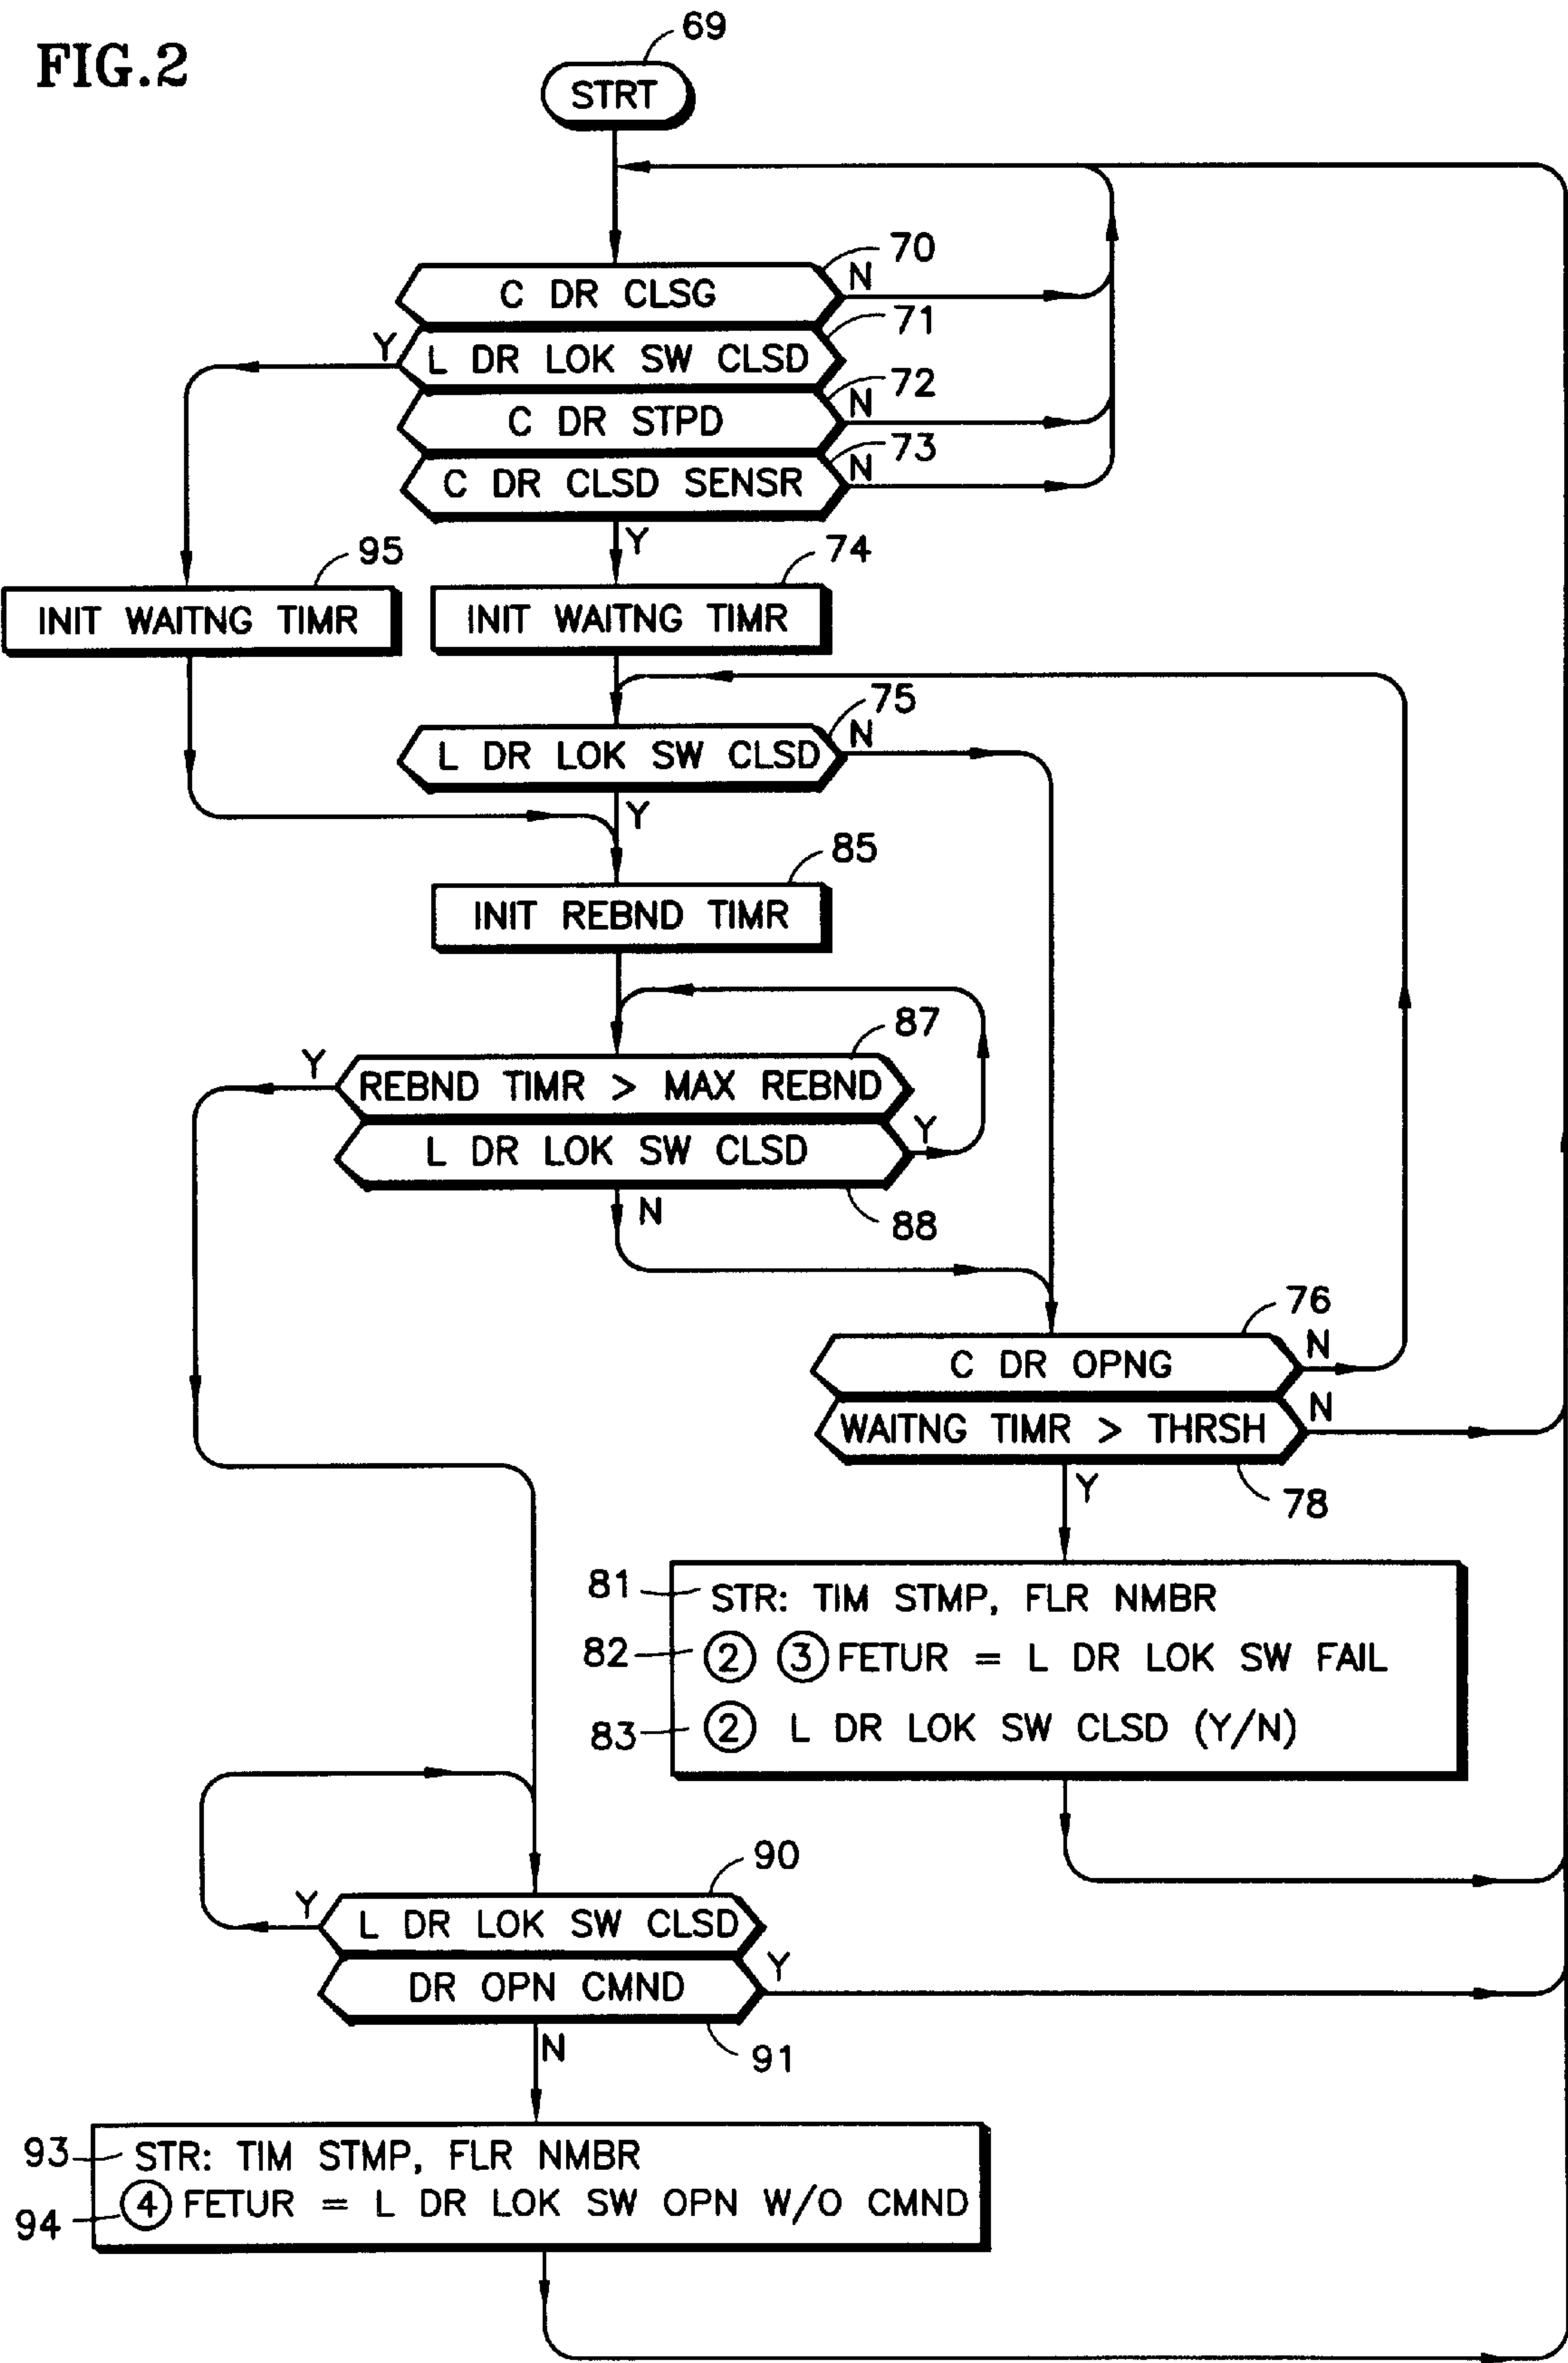 FIG.2
69
STRT
70
C DR CLSG
N
71
Y
L DR LOK SW CLSD
72
C DR STPD
N
73
C DR CLSD SENSR
N
Y
95
74
INIT WAITNG TIMR
INIT WAITNG TIMR
75
L DR LOK SW CLSD
N
Y
85
INIT REBND TIMR
87
Y
REBND TIMR > MAX REBND
L DR LOK SW CLSD
Y
N
88
76
C DR OPNG
N
WAITNG TIMR > THRSH
N
Y
78
81 STR: TIM STMP, FLR NMBR
82 ② ③ FETUR = L DR LOK SW FAIL
83 ② L DR LOK SW CLSD (Y/N)
90
Y
L DR LOK SW CLSD
DR OPN CMND
Y
N
91
93 STR: TIM STMP, FLR NMBR
94 ④ FETUR = L DR LOK SW OPN W/O CMND